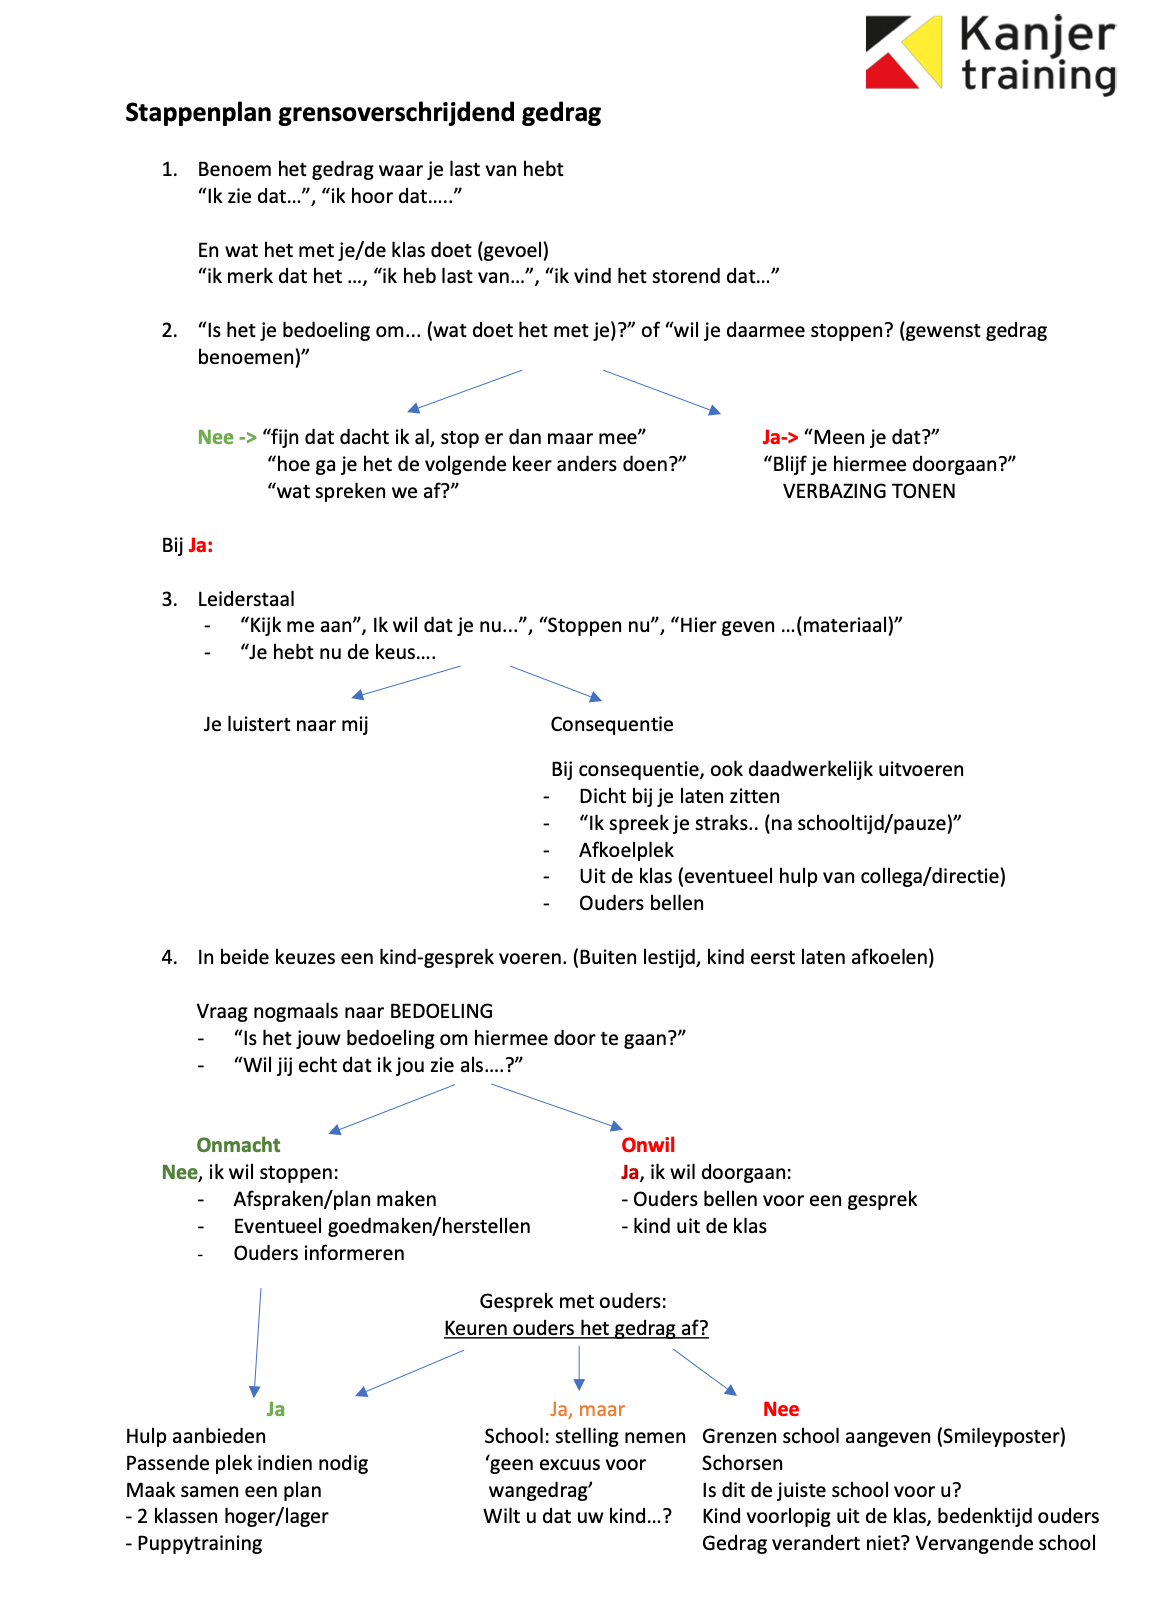 Kanjer
training
Stappenplan grensoverschrijdend gedrag
1. Benoem het gedrag waar je last van hebt
“Ik zie dat…”, “ik hoor dat…..”
En wat het met je/de klas doet (gevoel)
“ik merk dat het …, “ik heb last van…”, “ik vind het storend dat…”
2. “Is het je bedoeling om... (wat doet het met je)?” of “wil je daarmee stoppen? (gewenst gedrag
benoemen)”
Nee -> “fijn dat dacht ik al, stop er dan maar mee”
“hoe ga je het de volgende keer anders doen?”
“wat spreken we af?”
Ja-> “Meen je dat?”
“Blijf je hiermee doorgaan?”
VERBAZING TONEN
Bij Ja:
3. Leiderstaal
- “Kijk me aan”, Ik wil dat je nu...”, “Stoppen nu”, “Hier geven …(materiaal)”
- “Je hebt nu de keus….
Je luistert naar mij
Consequentie
Bij consequentie, ook daadwerkelijk uitvoeren
- Dicht bij je laten zitten
- “Ik spreek je straks.. (na schooltijd/pauze)”
- Afkoelplek
- Uit de klas (eventueel hulp van collega/directie)
- Ouders bellen
4. In beide keuzes een kind-gesprek voeren. (Buiten lestijd, kind eerst laten afkoelen)
Vraag nogmaals naar BEDOELING
- “Is het jouw bedoeling om hiermee door te gaan?”
- “Wil jij echt dat ik jou zie als….?”
Onmacht
Nee, ik wil stoppen:
- Afspraken/plan maken
- Eventueel goedmaken/herstellen
- Ouders informeren
Onwil
Ja, ik wil doorgaan:
- Ouders bellen voor een gesprek
- kind uit de klas
Gesprek met ouders:
Keuren ouders het gedrag af?
Ja
Hulp aanbieden
Passende plek indien nodig
Maak samen een plan
- 2 klassen hoger/lager
- Puppytraining
Ja, maar
School: stelling nemen
‘geen excuus voor
wangedrag’
Wilt u dat uw kind…?
Nee
Grenzen school aangeven (Smileyposter)
Schorsen
Is dit de juiste school voor u?
Kind voorlopig uit de klas, bedenktijd ouders
Gedrag verandert niet? Vervangende school